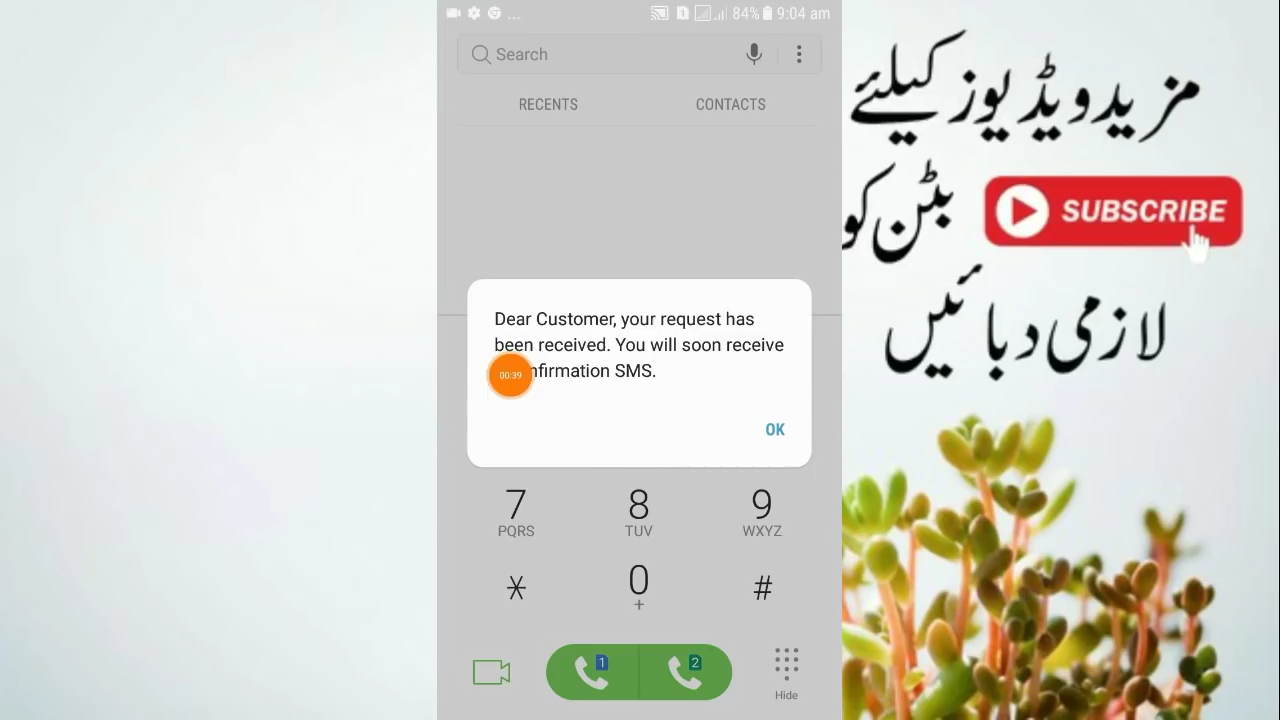 ... 84% 9:04 am
Search
RECENTS CONTACTS
Dear Customer, your request has
been received. You will soon receive
nfirmation SMS.
00:39
OK
7 8 9
PQRS TUV WXYZ
* 0 #
+
1 2
Hide
مزید ویڈیوز کیلئے
SUBSCRIBE بٹن کو
لازمی دبائیں